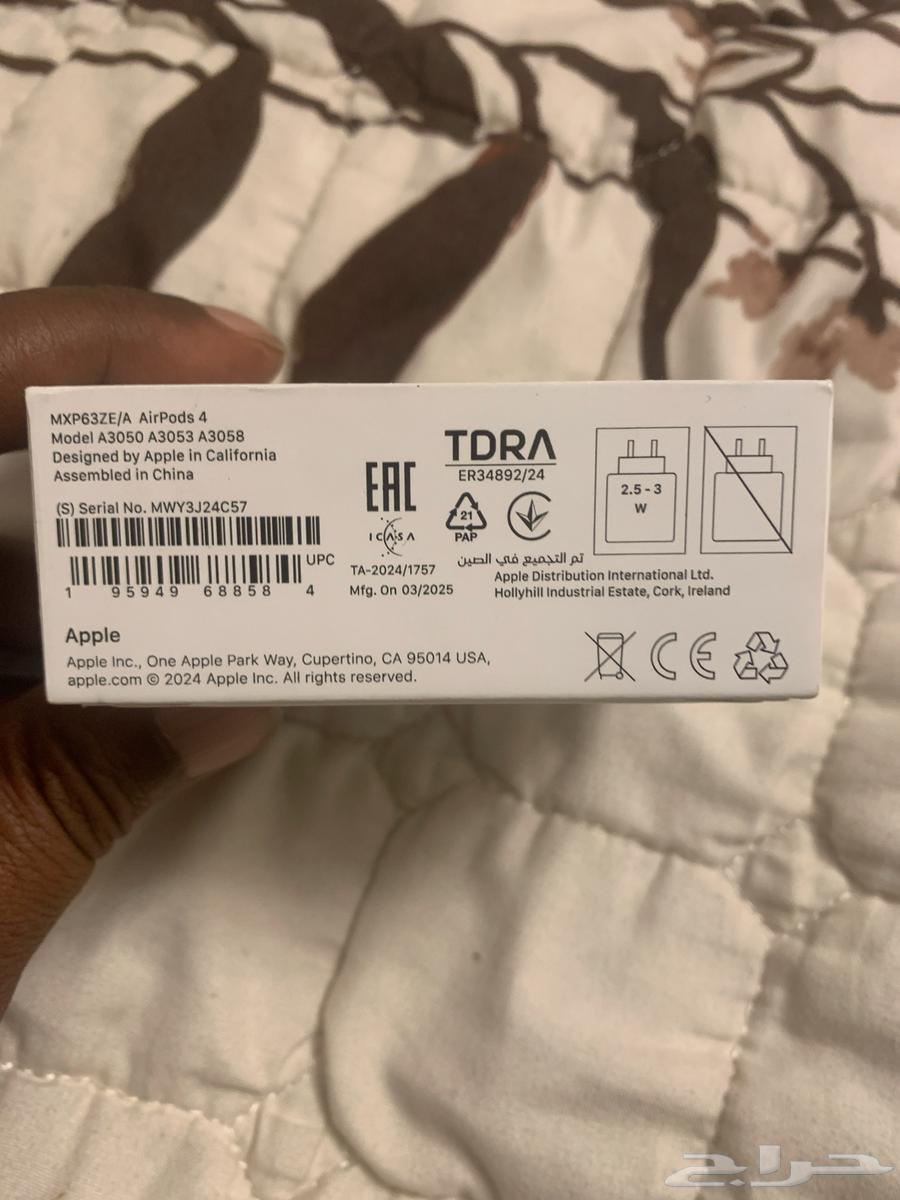 MXP63ZE/A AirPods 4
Model A3050 A3053 A3058
Designed by Apple in California
Assembled in China
(S) Serial No. MWY3J24C57
UPC
1 95949 68858 4
EAC
ICASA
TA-2024/1757
Mfg. On 03/2025
TDRA
ER34892/24
21
PAP
تم التجميع في الصين
Apple Distribution International Ltd.
Hollyhill Industrial Estate, Cork, Ireland
2.5 - 3
W
Apple
Apple Inc., One Apple Park Way, Cupertino, CA 95014 USA,
apple.com © 2024 Apple Inc. All rights reserved.
CE
حراج